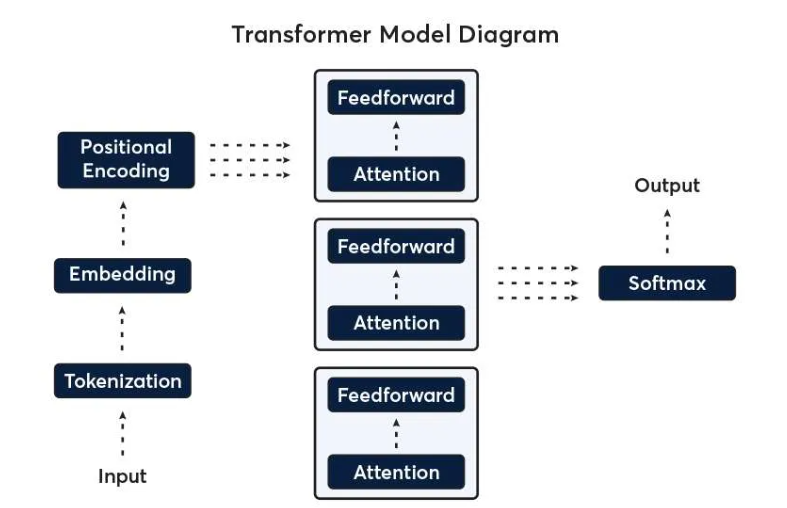 Transformer Model Diagram
Positional
Encoding
Embedding
Tokenization
Input
Feedforward
Attention
Feedforward
Attention
Feedforward
Attention
Output
Softmax